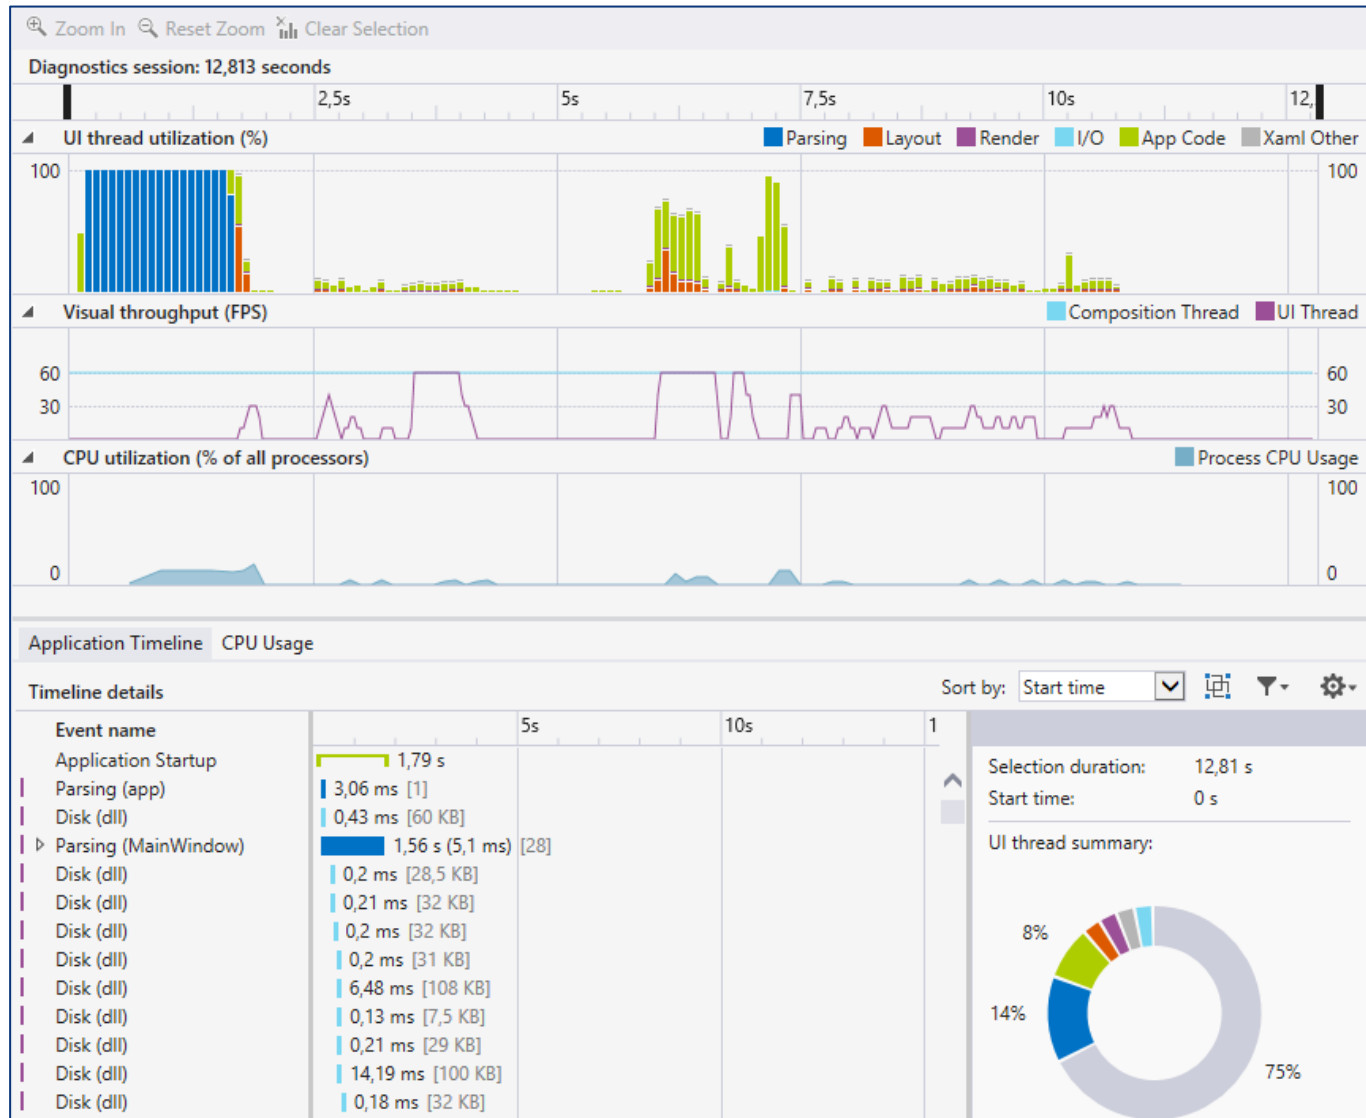 Zoom In Reset Zoom Clear Selection
Diagnostics session: 12,813 seconds
2,5s 5s 7,5s 10s 12,
UI thread utilization (%) Parsing Layout Render I/O App Code Xaml Other
100 100
Visual throughput (FPS) Composition Thread UI Thread
60 60
30 30
CPU utilization (% of all processors) Process CPU Usage
100 100
0 0
Application Timeline CPU Usage
Timeline details Sort by: Start time
Event name 5s 10s 1
Application Startup 1,79 s
Parsing (app) 3,06 ms [1]
Disk (dll) 0,43 ms [60 KB]
Parsing (MainWindow) 1,56 s (5,1 ms) [28]
Disk (dll) 0,2 ms [28,5 KB]
Disk (dll) 0,21 ms [32 KB]
Disk (dll) 0,2 ms [32 KB]
Disk (dll) 0,2 ms [31 KB]
Disk (dll) 6,48 ms [108 KB]
Disk (dll) 0,13 ms [7,5 KB]
Disk (dll) 0,21 ms [29 KB]
Disk (dll) 14,19 ms [100 KB]
Disk (dll) 0,18 ms [32 KB]
Selection duration: 12,81 s
Start time: 0 s
UI thread summary:
8%
14%
75%